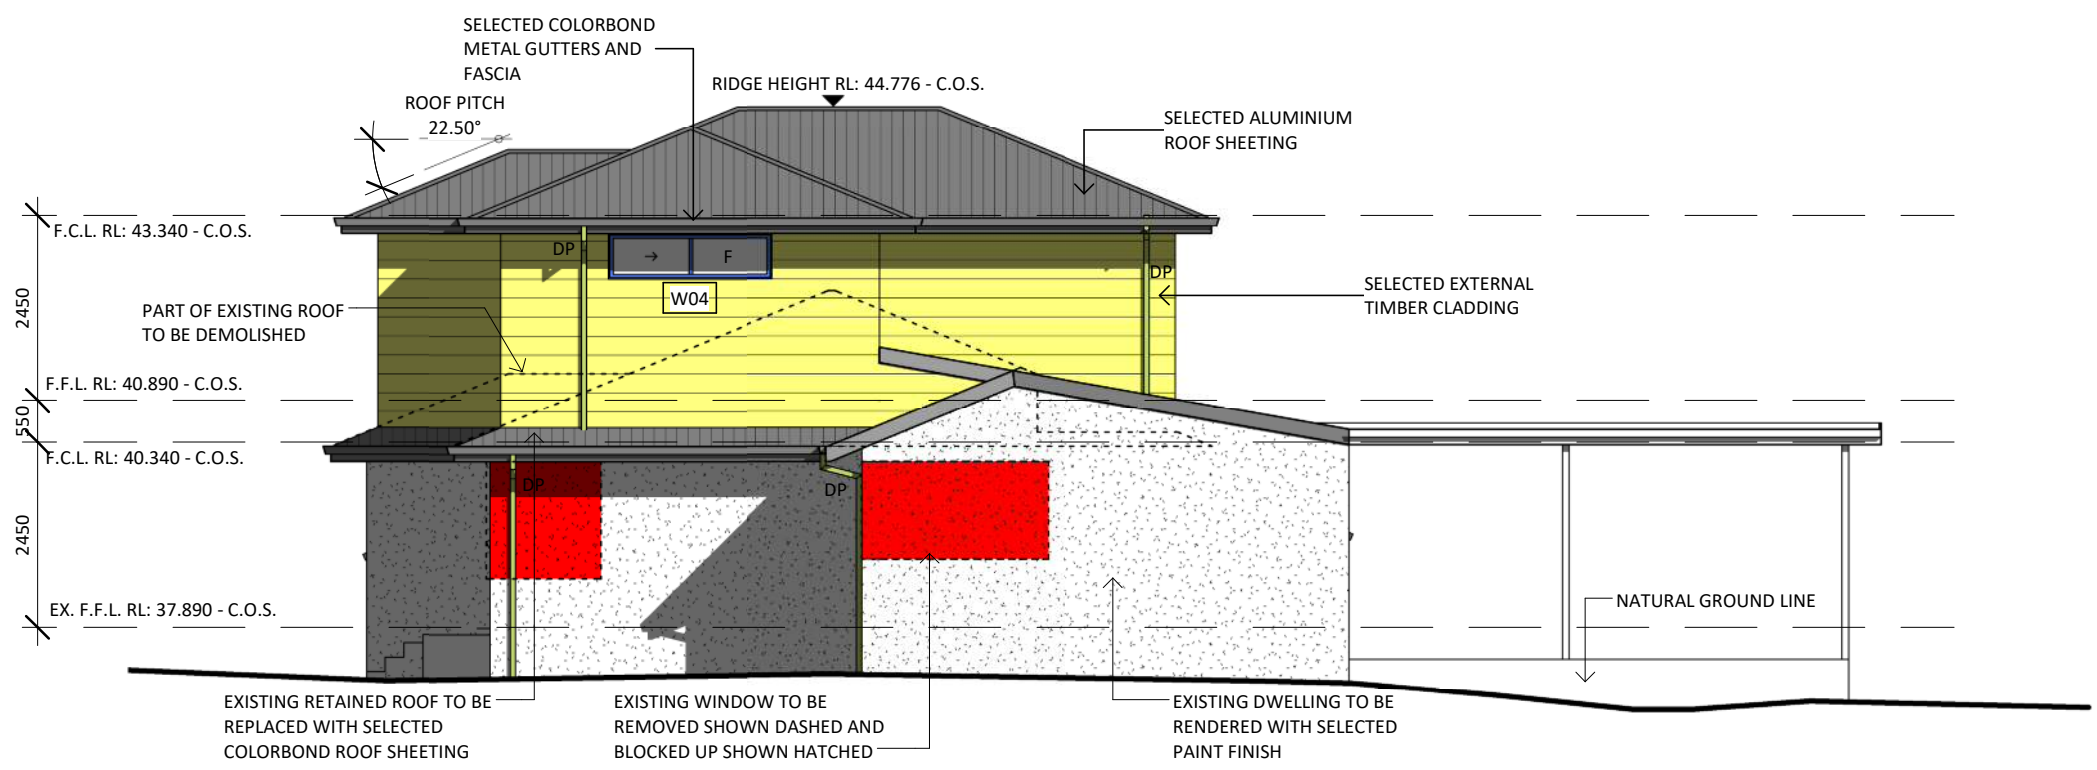 SELECTED COLORBOND
METAL GUTTERS AND
FASCIA
RIDGE HEIGHT RL: 44.776 - C.O.S.
ROOF PITCH
22.50°
SELECTED ALUMINIUM
ROOF SHEETING
F.C.L. RL: 43.340 - C.O.S.
DP
→
F
DP
W04
SELECTED EXTERNAL
TIMBER CLADDING
2450
PART OF EXISTING ROOF
TO BE DEMOLISHED
F.F.L. RL: 40.890 - C.O.S.
550
F.C.L. RL: 40.340 - C.O.S.
DP
DP
2450
EX. F.F.L. RL: 37.890 - C.O.S.
NATURAL GROUND LINE
EXISTING RETAINED ROOF TO BE
REPLACED WITH SELECTED
COLORBOND ROOF SHEETING
EXISTING WINDOW TO BE
REMOVED SHOWN DASHED AND
BLOCKED UP SHOWN HATCHED
EXISTING DWELLING TO BE
RENDERED WITH SELECTED
PAINT FINISH